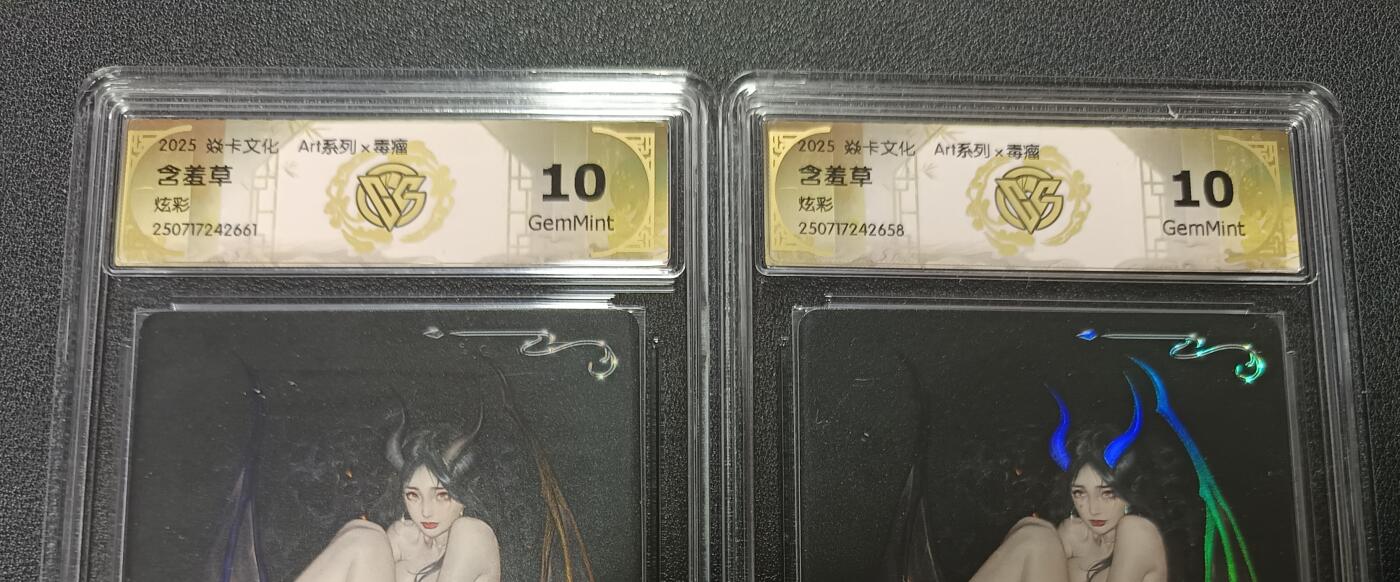 2025 焱卡文化 Art系列×毒瘤
含羞草
炫彩
250717242661
10
GemMint
2025 焱卡文化 Art系列×毒瘤
含羞草
炫彩
250717242658
10
GemMint